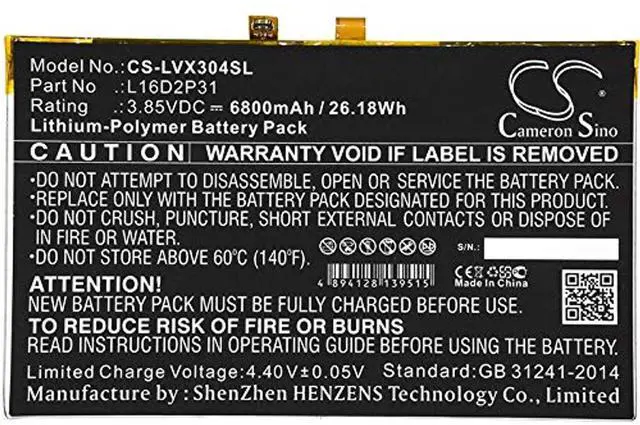 Model No.: CS-LVX304SL
Part No :L16D2P31
Rating :3.85VDC⎓6800mAh/26.18Wh
Lithium-Polymer Battery Pack
CS
Cameron Sino
CAUTION WARRANTY VOID IF LABEL IS REMOVED
•DO NOT ATTEMPT TO DISASSEMBLE, OPEN OR SERVICE THE BATTERY PACK.
•REPLACE ONLY WITH THE BATTERY PACK DESIGNATED FOR THIS PRODUCT.
•DO NOT CRUSH, PUNCTURE, SHORT EXTERNAL CONTACTS OR DISPOSE OF
IN FIRE OR WATER.
•DO NOT STORE ABOVE 60℃ (140℉).
S/N.:
4 894128 139515
CE
Made In China
ATTENTION!
NEW BATTERY PACK MUST BE FULLY CHARGED BEFORE USE
TO REDUCE RISK OF FIRE OR BURNS
READ INSTRUCTIONS OF OPERATING GUIDE BEFORE BATTERY INSTALL
Limited Charge Voltage: 4.40V±0.05V Standard:GB 31241-2014
Manufacture by: ShenZhen HENZENS Technology Co., Limited